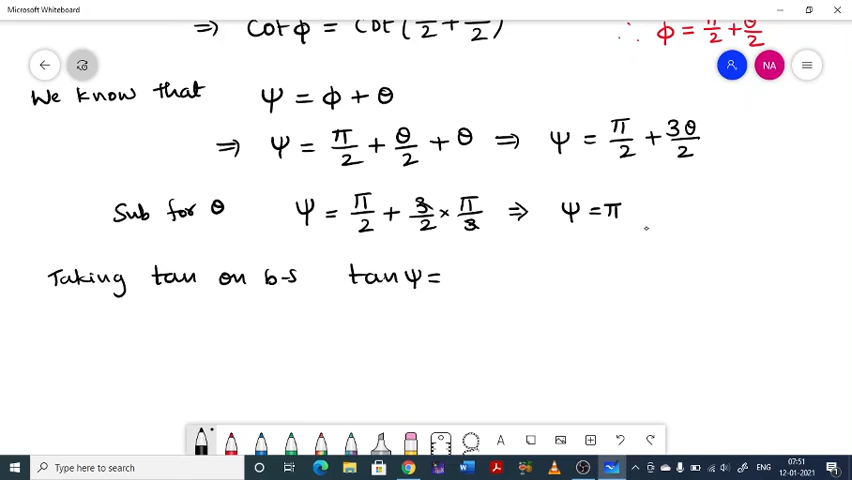 Microsoft Whiteboard
⇒ Cot φ = Cot (π/2 + θ/2) ∴ φ = π/2 + θ/2
NA
We know that ψ = φ + θ
⇒ ψ = π/2 + θ/2 + θ ⇒ ψ = π/2 + 3θ/2
Sub for θ ψ = π/2 + 3/2 × π/3 ⇒ ψ = π
Taking tan on b-s tan ψ =
A
Type here to search
ENG
07:51
12-01-2021